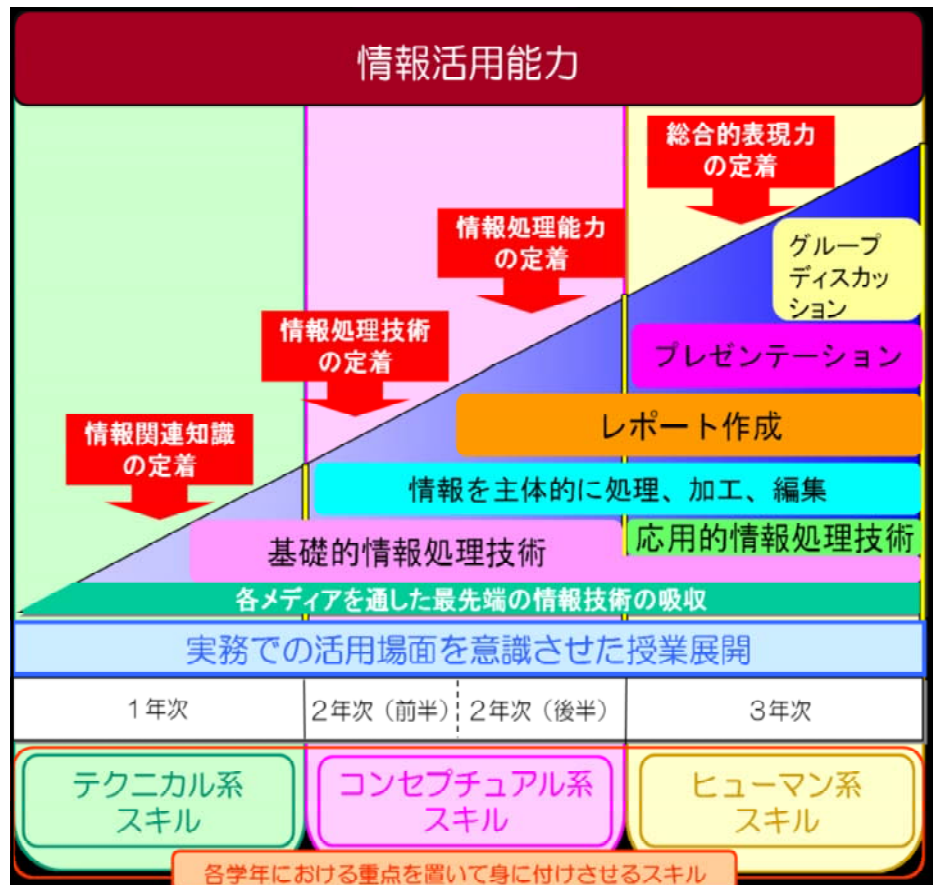 情報活用能力
総合的表現力
の定着
情報処理能力
の定着
グループ
ディスカッ
ション
情報処理技術
の定着
プレゼンテーション
レポート作成
情報関連知識
の定着
情報を主体的に処理、加工、編集
応用的情報処理技術
基礎的情報処理技術
各メディアを通した最先端の情報技術の吸収
実務での活用場面を意識させた授業展開
1年次
2年次（前半）
2年次（後半）
3年次
テクニカル系
スキル
コンセプチュアル系
スキル
ヒューマン系
スキル
各学年における重点を置いて身に付けさせるスキル